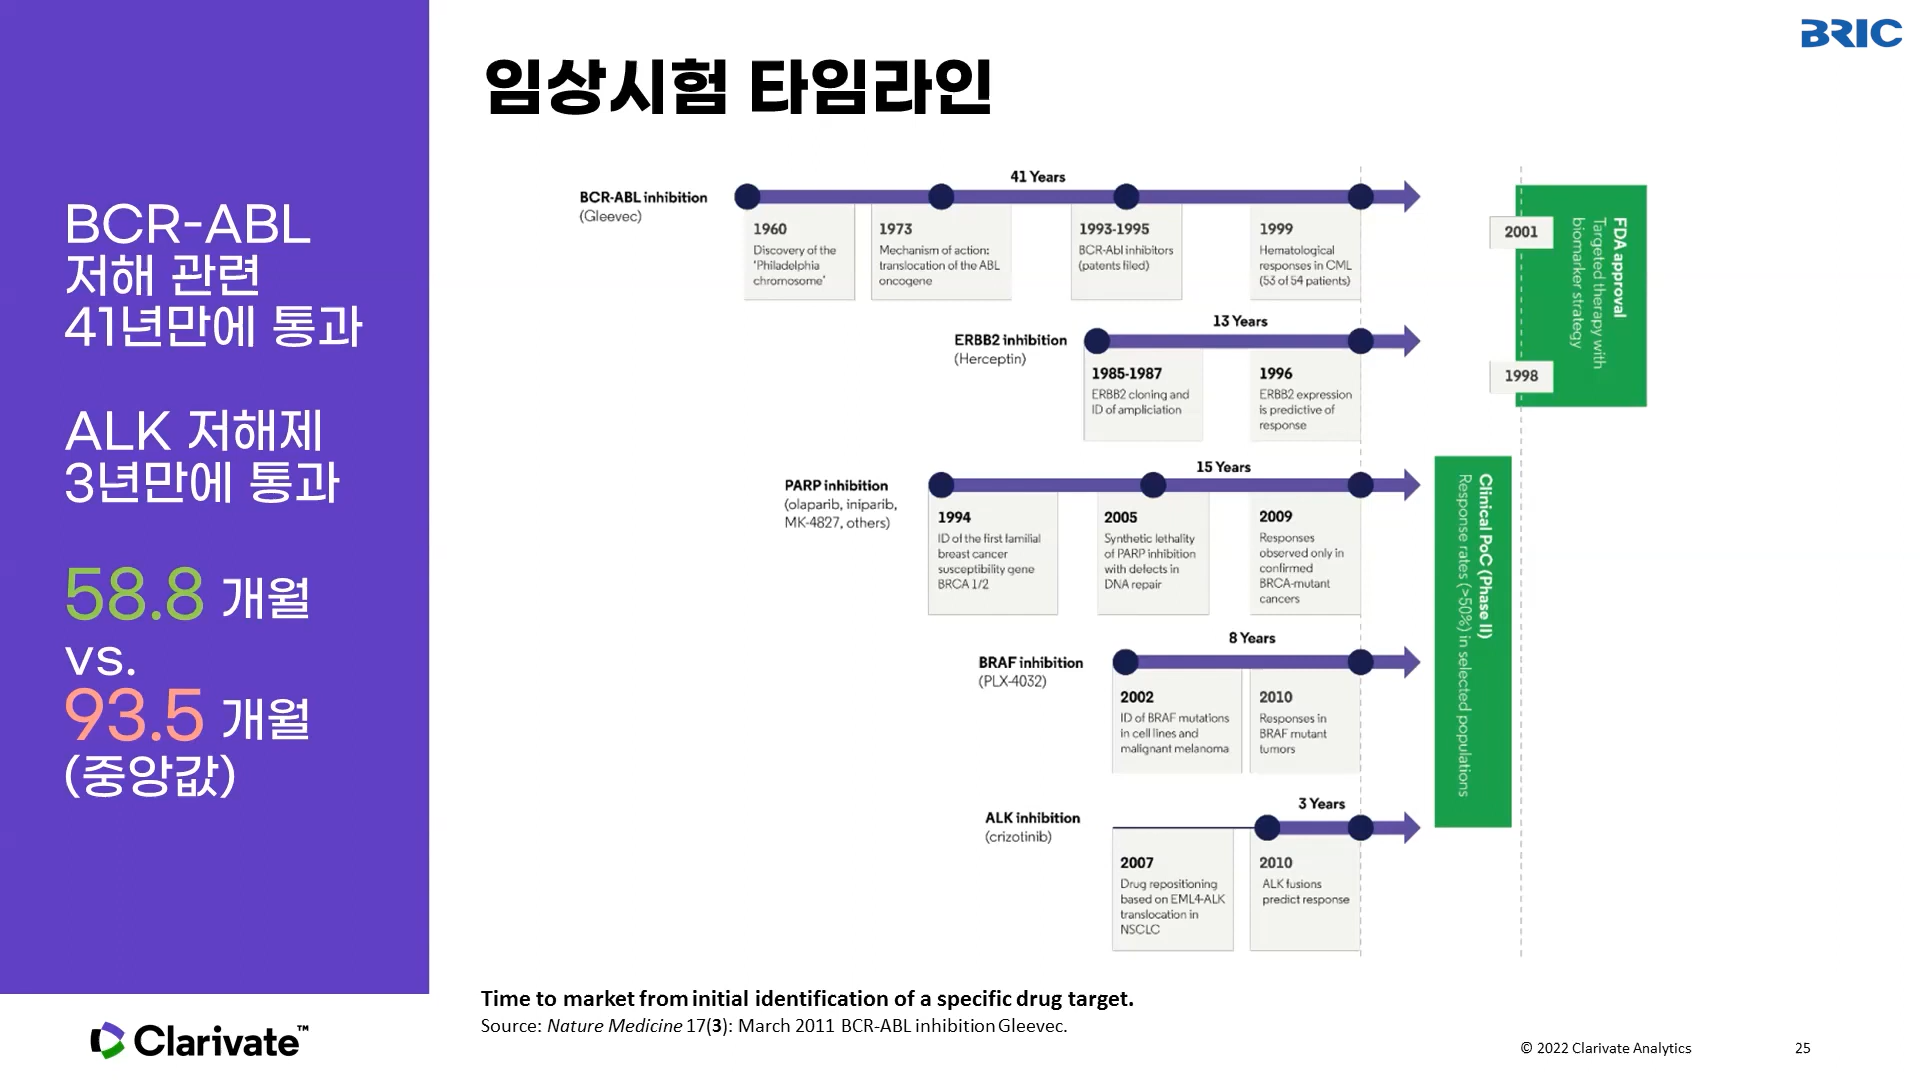 BRIC
임상시험 타임라인
BCR-ABL
저해 관련
41년만에 통과
ALK 저해제
3년만에 통과
58.8 개월
vs.
93.5 개월
(중앙값)
41 Years
BCR-ABL inhibition
(Gleevec)
1960
Discovery of the
'Philadelphia
chromosome'
1973
Mechanism of action:
translocation of the ABL
oncogene
1993-1995
BCR-Abl inhibitors
(patents filed)
1999
Hematological
responses in CML
(53 of 54 patients)
13 Years
ERBB2 inhibition
(Herceptin)
1985-1987
ERBB2 cloning and
ID of ampliciation
1996
ERBB2 expression
is predictive of
response
2001
1998
FDA approval
Targeted therapy with
biomarker strategy
15 Years
PARP inhibition
(olaparib, iniparib,
MK-4827, others)
1994
ID of the first familial
breast cancer
susceptibility gene
BRCA 1/2
2005
Synthetic lethality
of PARP inhibition
with defects in
DNA repair
2009
Responses
observed only in
confirmed
BRCA-mutant
cancers
8 Years
BRAF inhibition
(PLX-4032)
2002
ID of BRAF mutations
in cell lines and
malignant melanoma
2010
Responses in
BRAF mutant
tumors
3 Years
ALK inhibition
(crizotinib)
2007
Drug repositioning
based on EML4-ALK
translocation in
NSCLC
2010
ALK fusions
predict response
Clinical PoC (Phase II)
Response rates (>50%) in selected populations
Time to market from initial identification of a specific drug target.
Source: Nature Medicine 17(3): March 2011 BCR-ABL inhibition Gleevec.
Clarivate™
© 2022 Clarivate Analytics
25